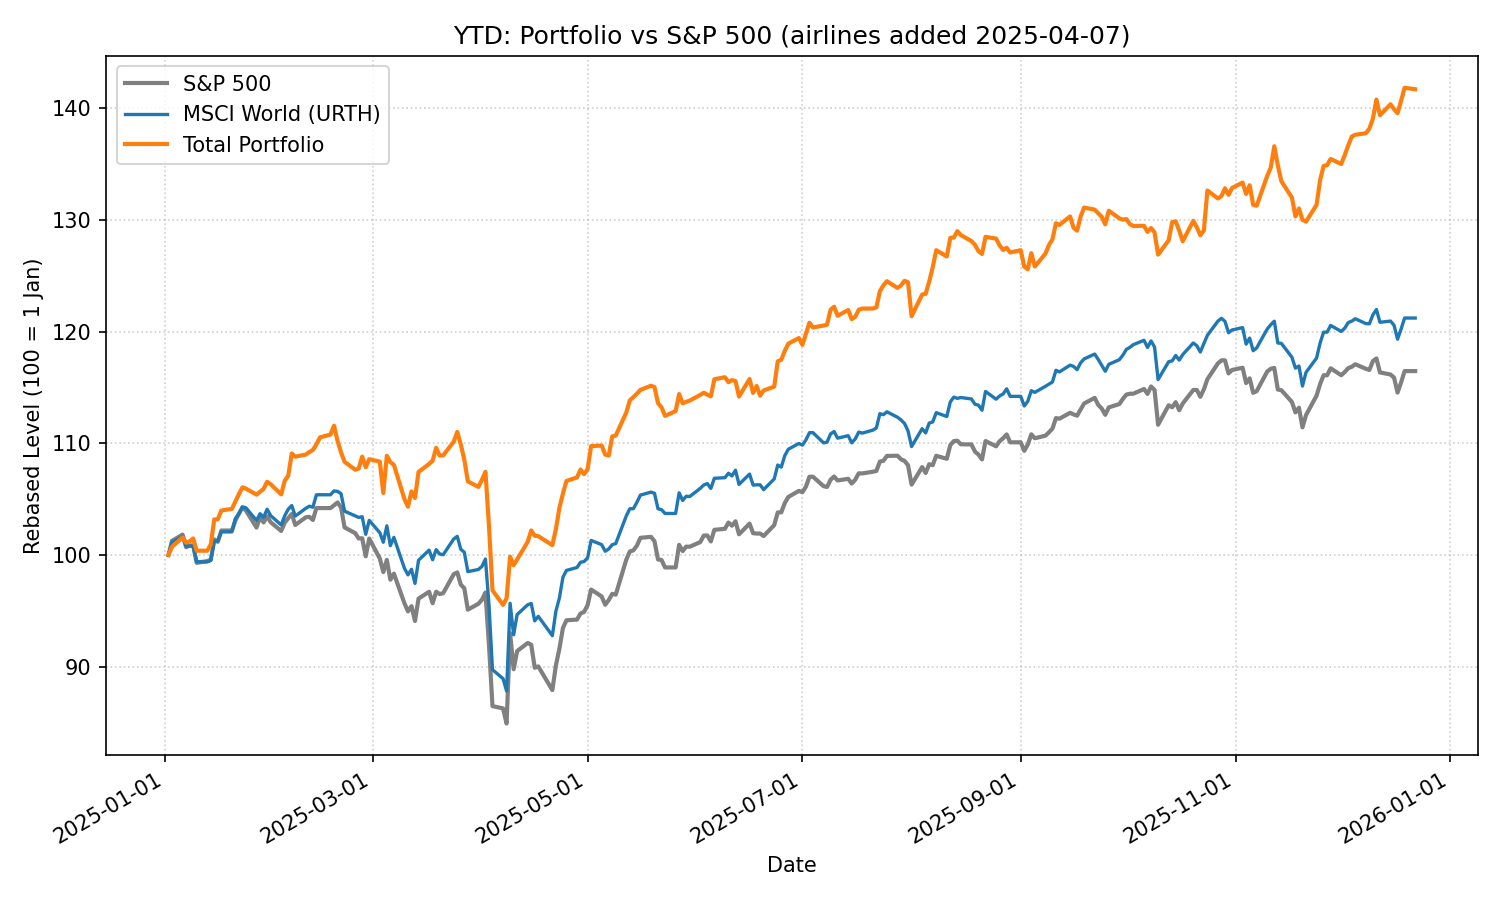 YTD: Portfolio vs S&P 500 (airlines added 2025-04-07)
S&P 500
MSCI World (URTH)
Total Portfolio
Rebased Level (100 = 1 Jan)
140
130
120
110
100
90
2025-01-01
2025-03-01
2025-05-01
2025-07-01
2025-09-01
2025-11-01
2026-01-01
Date